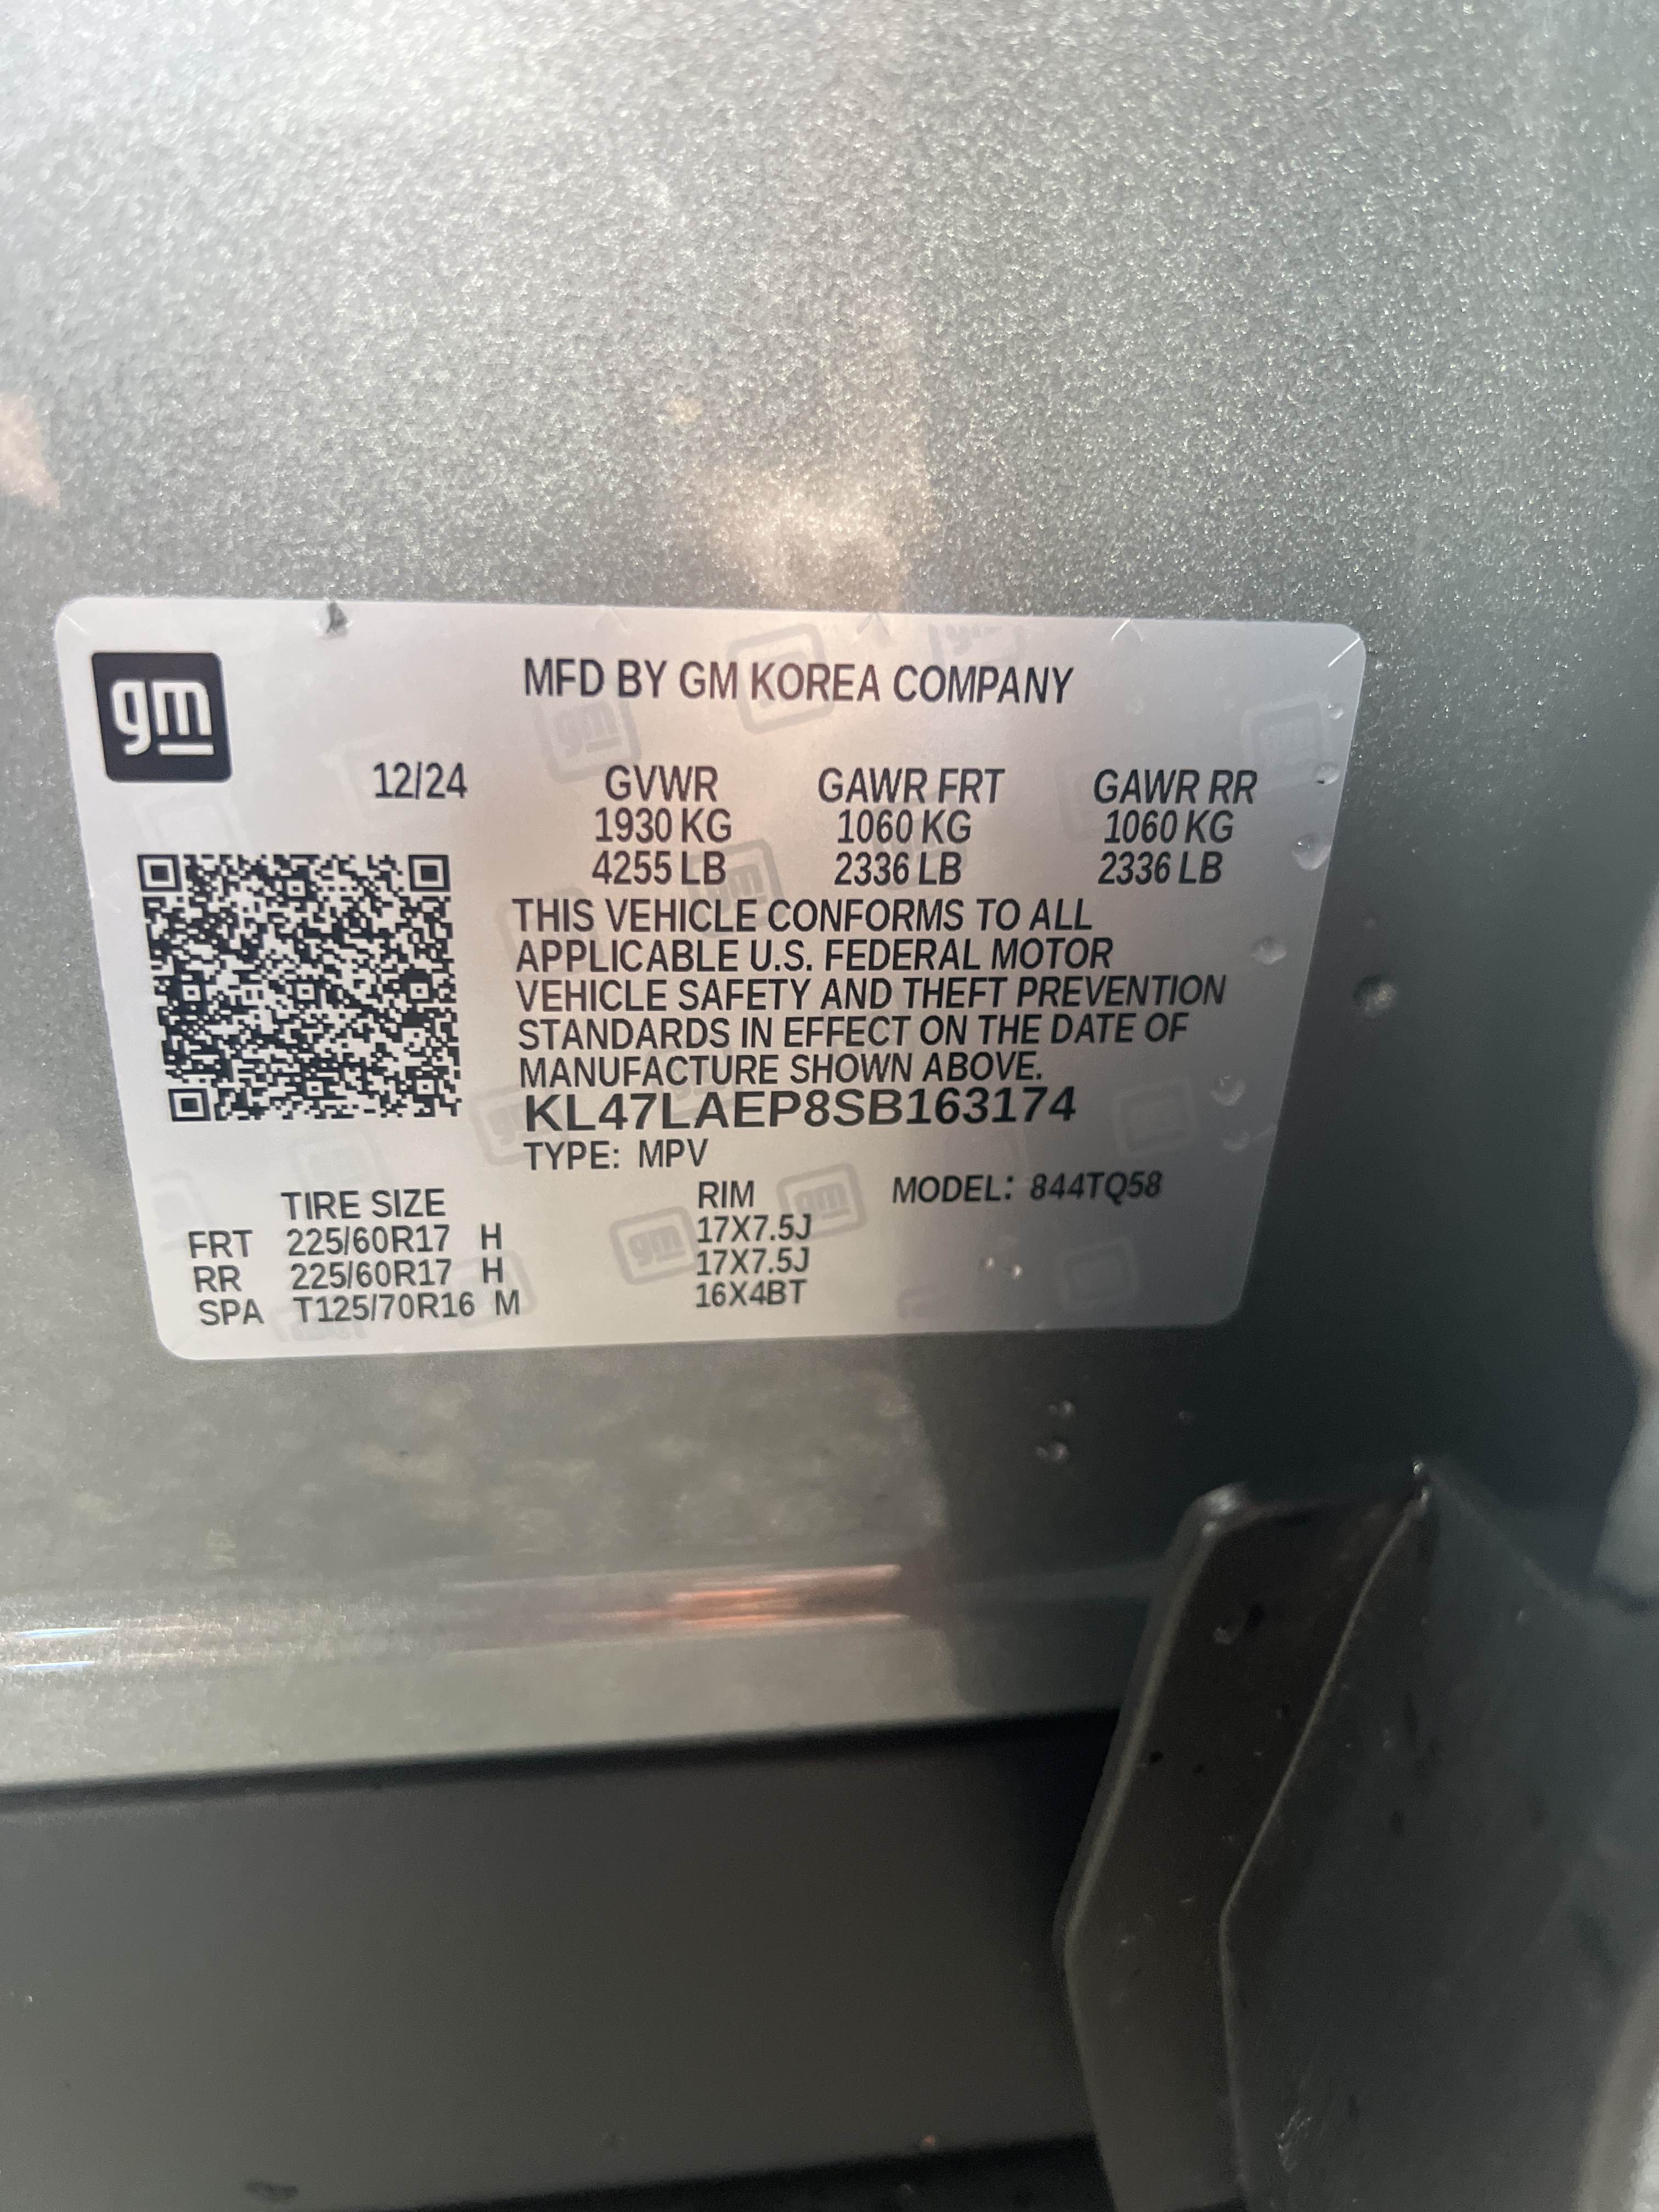 gm
MFD BY GM KOREA COMPANY
12/24 GVWR GAWR FRT GAWR RR
1930 KG 1060 KG 1060 KG
4255 LB 2336 LB 2336 LB
THIS VEHICLE CONFORMS TO ALL
APPLICABLE U.S. FEDERAL MOTOR
VEHICLE SAFETY AND THEFT PREVENTION
STANDARDS IN EFFECT ON THE DATE OF
MANUFACTURE SHOWN ABOVE.
KL47LAEP8SB163174
TYPE: MPV
TIRE SIZE RIM MODEL: 844TQ58
FRT 225/60R17 H 17X7.5J
RR 225/60R17 H 17X7.5J
SPA T125/70R16 M 16X4BT